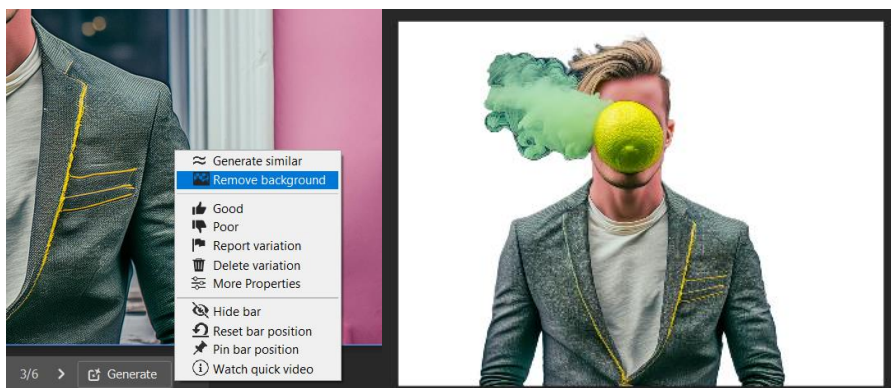 Generate similar
Remove background
Good
Poor
Report variation
Delete variation
More Properties
Hide bar
Reset bar position
Pin bar position
Watch quick video
3/6 > Generate